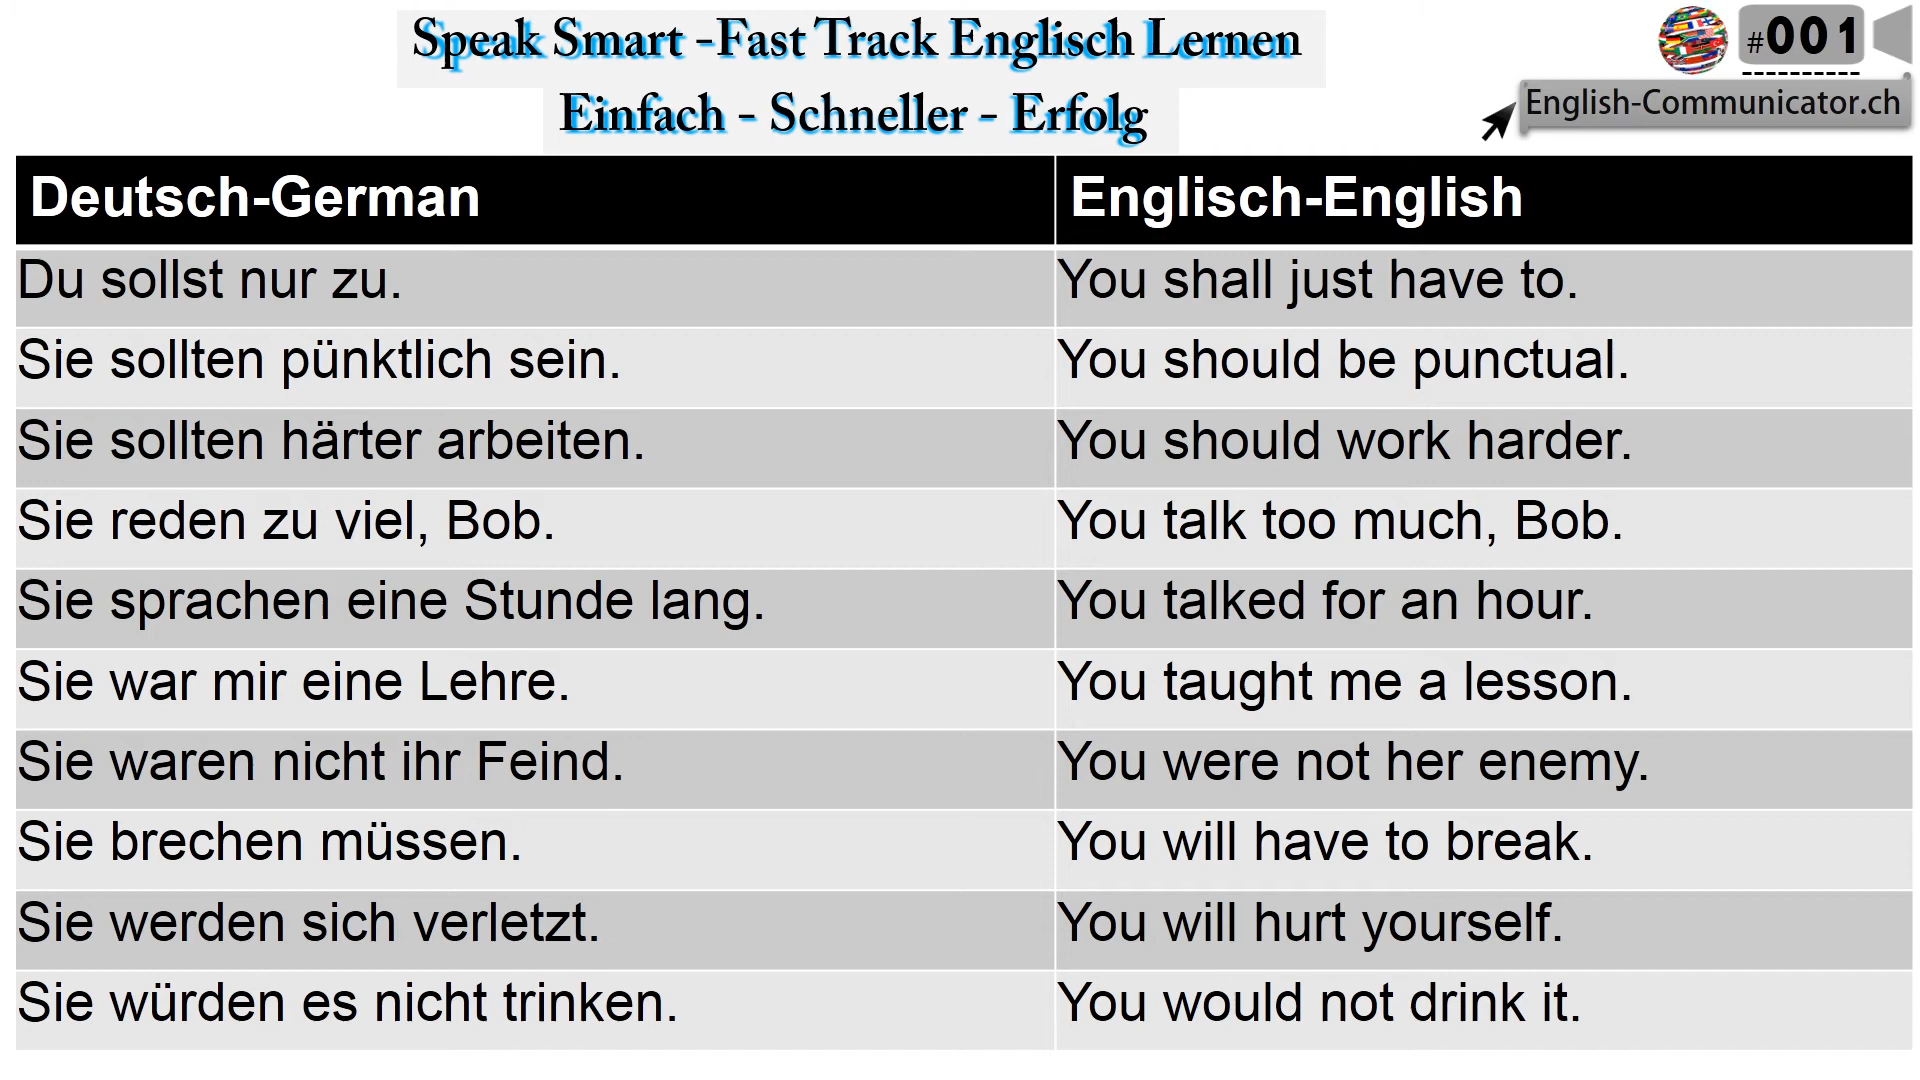 Speak Smart -Fast Track Englisch Lernen
Einfach - Schneller - Erfolg
#001
English-Communicator.ch
Deutsch-German Englisch-English
Du sollst nur zu. You shall just have to.
Sie sollten pünktlich sein. You should be punctual.
Sie sollten härter arbeiten. You should work harder.
Sie reden zu viel, Bob. You talk too much, Bob.
Sie sprachen eine Stunde lang. You talked for an hour.
Sie war mir eine Lehre. You taught me a lesson.
Sie waren nicht ihr Feind. You were not her enemy.
Sie brechen müssen. You will have to break.
Sie werden sich verletzt. You will hurt yourself.
Sie würden es nicht trinken. You would not drink it.